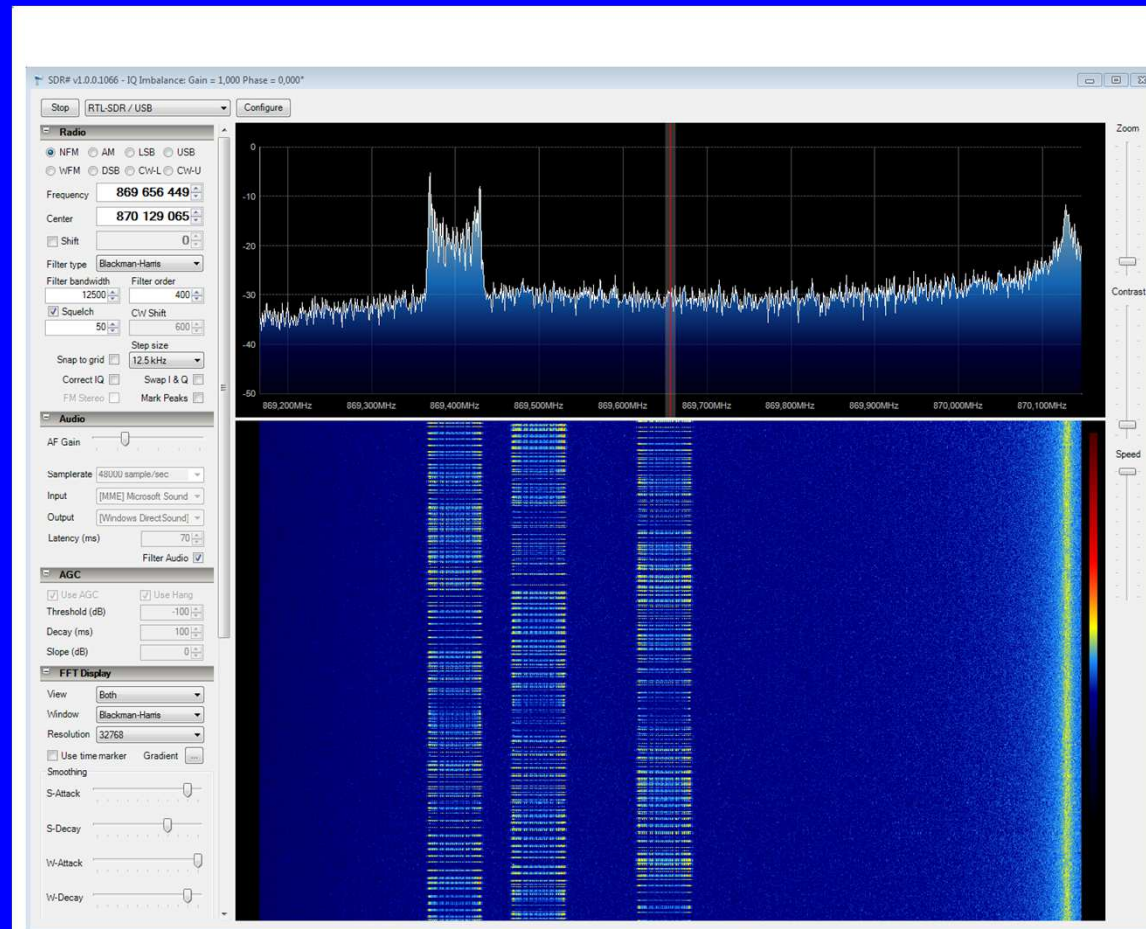 SDR# v1.0.0.1066 - IQ Imbalance: Gain = 1,000 Phase = 0,000°
Stop RTL-SDR / USB Configure
Radio
NFM AM LSB USB
WFM DSB CW-L CW-U
Frequency 869 656 449
Center 870 129 065
Shift 0
Filter type Blackman-Harris
Filter bandwidth Filter order
12500 400
Squelch CW Shift
50 600
Step size
Snap to grid 12.5 kHz
Correct IQ Swap I & Q
FM Stereo Mark Peaks
Audio
AF Gain
Samplerate 48000 sample/sec
Input [MME] Microsoft Sound
Output [Windows DirectSound]
Latency (ms) 70
Filter Audio
AGC
Use AGC Use Hang
Threshold (dB) -100
Decay (ms) 100
Slope (dB) 0
FFT Display
View Both
Window Blackman-Harris
Resolution 32768
Use time marker Gradient ...
Smoothing
S-Attack
S-Decay
W-Attack
W-Decay
0
-10
-20
-30
-40
-50
869,200MHz 869,300MHz 869,400MHz 869,500MHz 869,600MHz 869,700MHz 869,800MHz 869,900MHz 870,000MHz 870,100MHz
Zoom
Contrast
Speed